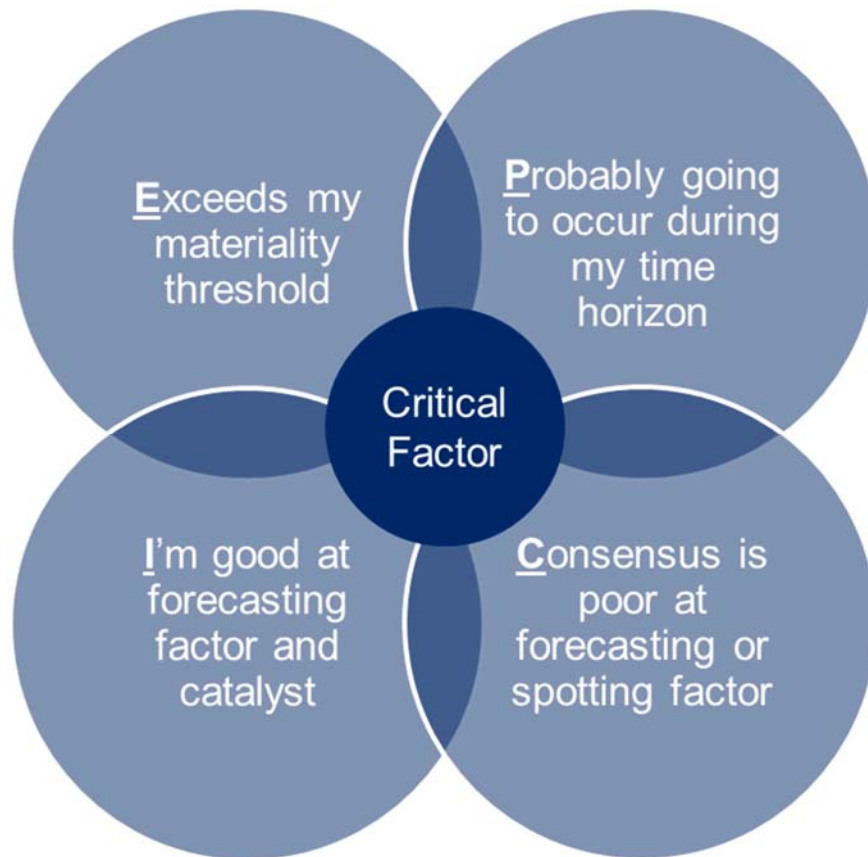 Exceeds my
materiality
threshold
Probably going
to occur during
my time
horizon
Critical
Factor
I'm good at
forecasting
factor and
catalyst
Consensus is
poor at
forecasting or
spotting factor